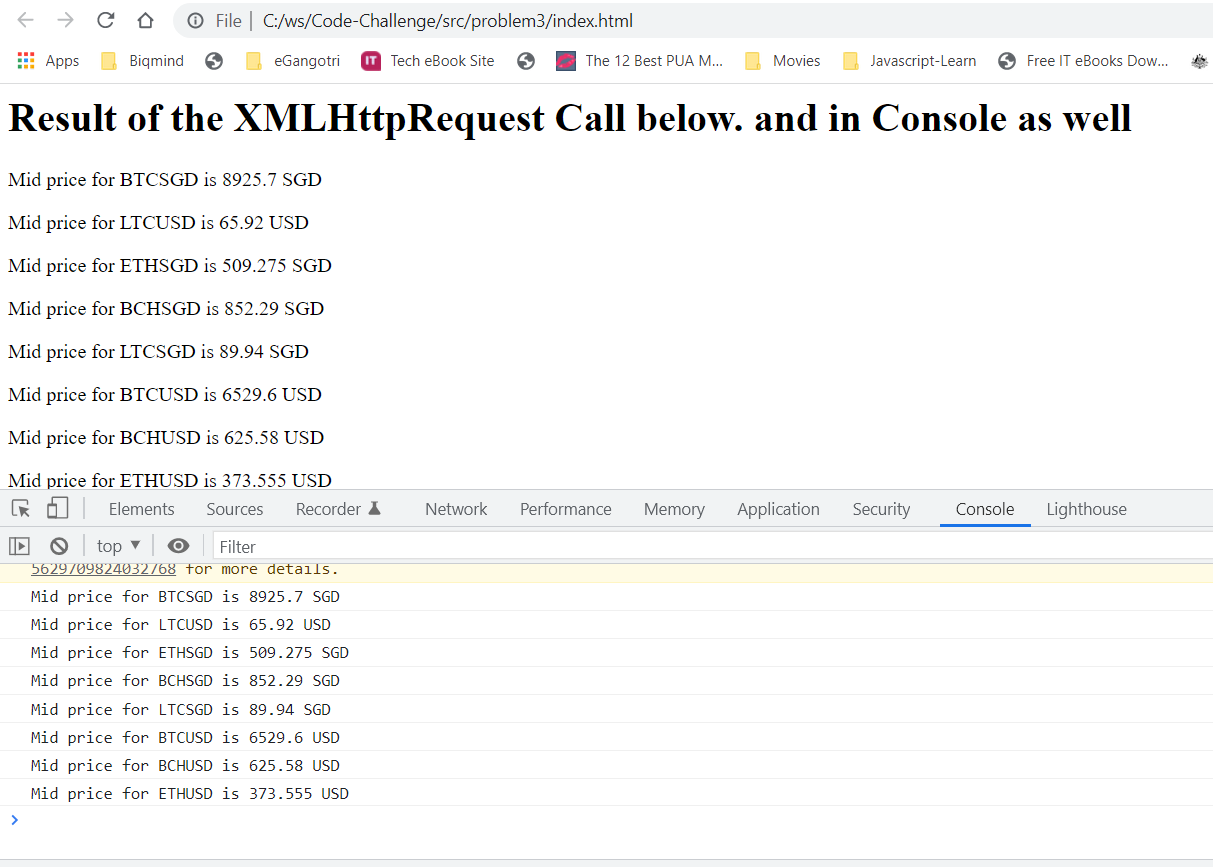 File | C:/ws/Code-Challenge/src/problem3/index.html
Apps Biqmind eGangotri IT Tech eBook Site The 12 Best PUA M... Movies Javascript-Learn Free IT eBooks Dow...
Result of the XMLHttpRequest Call below. and in Console as well
Mid price for BTCSGD is 8925.7 SGD
Mid price for LTCUSD is 65.92 USD
Mid price for ETHSGD is 509.275 SGD
Mid price for BCHSGD is 852.29 SGD
Mid price for LTCSGD is 89.94 SGD
Mid price for BTCUSD is 6529.6 USD
Mid price for BCHUSD is 625.58 USD
Mid price for ETHUSD is 373.555 USD
Elements Sources Recorder Network Performance Memory Application Security Console Lighthouse
top Filter
5629709824032768 for more details.
Mid price for BTCSGD is 8925.7 SGD
Mid price for LTCUSD is 65.92 USD
Mid price for ETHSGD is 509.275 SGD
Mid price for BCHSGD is 852.29 SGD
Mid price for LTCSGD is 89.94 SGD
Mid price for BTCUSD is 6529.6 USD
Mid price for BCHUSD is 625.58 USD
Mid price for ETHUSD is 373.555 USD